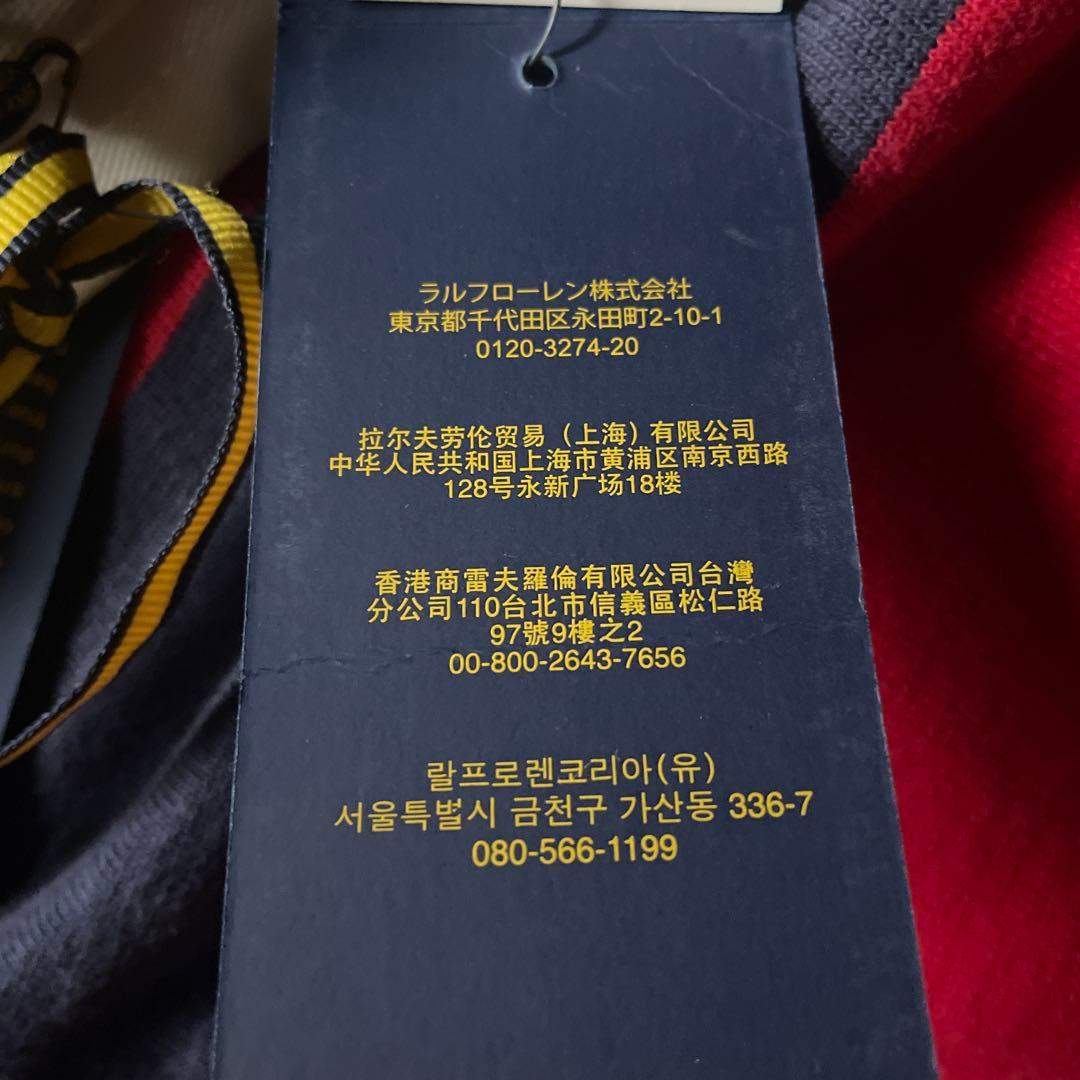 ラルフローレン株式会社
東京都千代田区永田町2-10-1
0120-3274-20
拉尔夫劳伦贸易（上海）有限公司
中华人民共和国上海市黄浦区南京西路
128号永新广场18楼
香港商雷夫羅倫有限公司台灣
分公司110台北市信義區松仁路
97號9樓之2
00-800-2643-7656
랄프로렌코리아(유)
서울특별시 금천구 가산동 336-7
080-566-1199